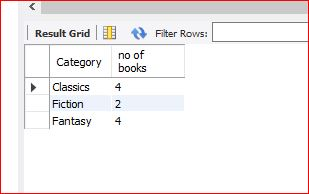 Result Grid Filter Rows:
Category no of books
Classics 4
Fiction 2
Fantasy 4